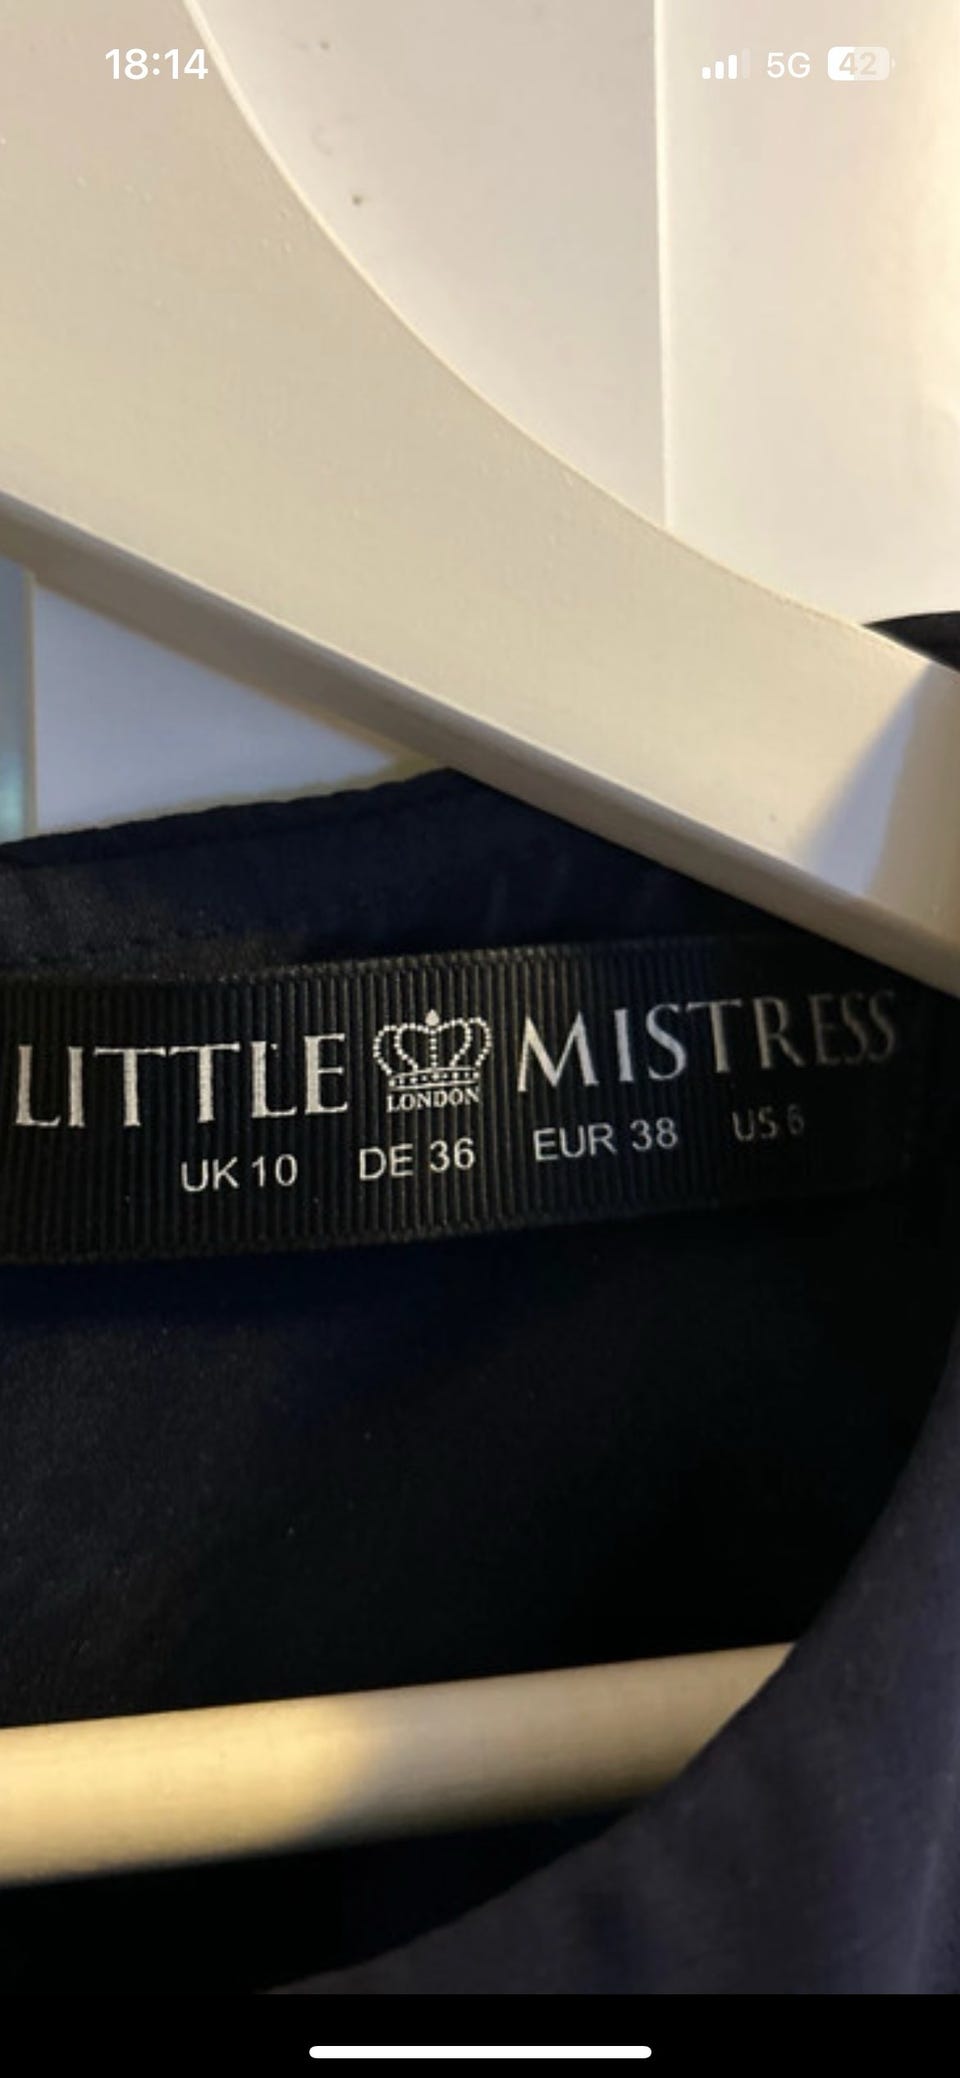 18:14 5G 42
LITTLE LONDON MISTRESS
UK 10 DE 36 EUR 38 US 6